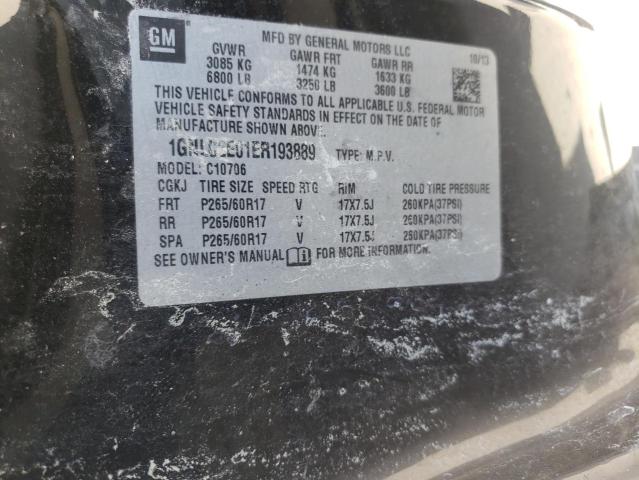 GM
MFD BY GENERAL MOTORS LLC 10/13
GVWR GAWR FRT GAWR RR
3085 KG 1474 KG 1633 KG
6800 LB 3250 LB 3600 LB
THIS VEHICLE CONFORMS TO ALL APPLICABLE U.S. FEDERAL MOTOR
VEHICLE SAFETY STANDARDS IN EFFECT ON THE DATE OF
MANUFACTURE SHOWN ABOVE.
TYPE: M.P.V.
MODEL: C10706
CGKJ TIRE SIZE SPEED RTG RIM COLD TIRE PRESSURE
FRT P265/60R17 V 17X7.5J 260KPA(37PSI)
RR P265/60R17 V 17X7.5J 260KPA(37PSI)
SPA P265/60R17 V 17X7.5J 260KPA(37PSI)
SEE OWNER'S MANUAL FOR MORE INFORMATION.